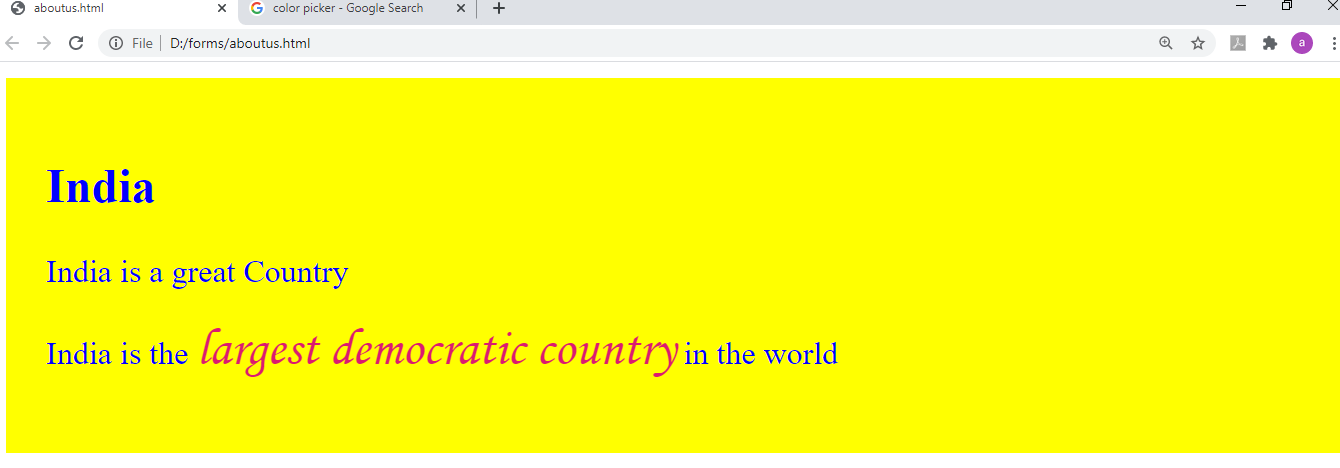 aboutus.html
color picker - Google Search
File
D:/forms/aboutus.html
a
India
India is a great Country
India is the largest democratic country in the world